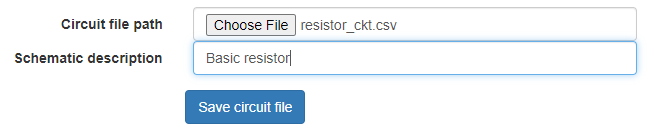 Circuit file path Choose File resistor_ckt.csv
Schematic description Basic resistor
Save circuit file